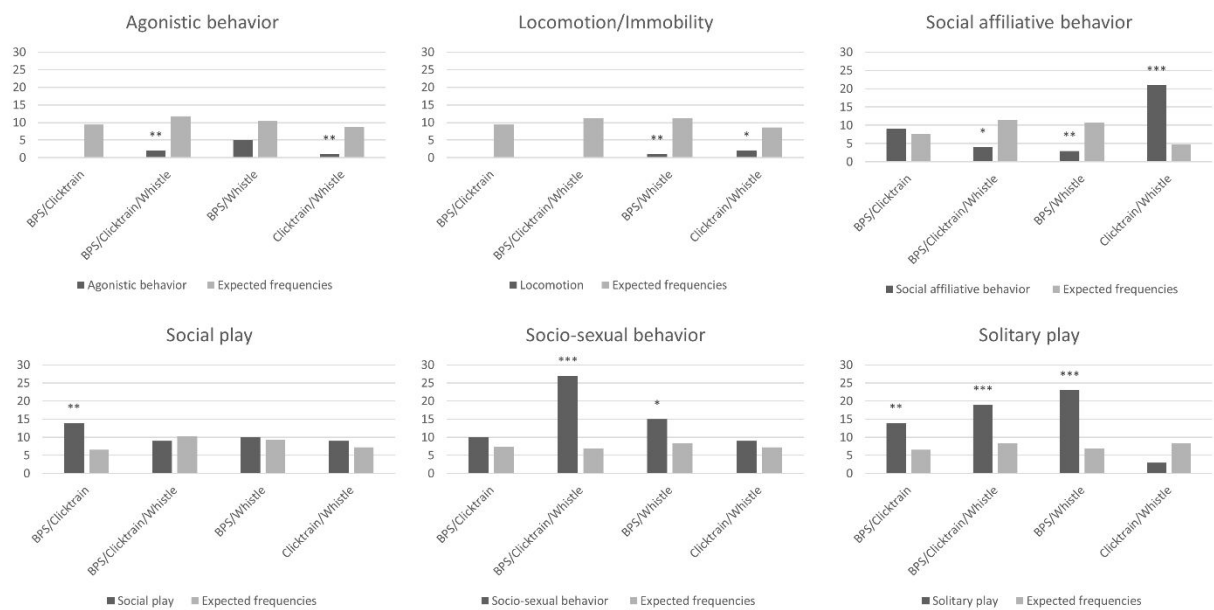 Agonistic behavior
30
25
20
15
10
5
0
**
**
BPS/Clicktrain
BPS/Clicktrain/Whistle
BPS/Whistle
Clicktrain/Whistle
Agonistic behavior
Expected frequencies
Locomotion/Immobility
30
25
20
15
10
5
0
**
*
BPS/Clicktrain
BPS/Clicktrain/Whistle
BPS/Whistle
Clicktrain/Whistle
Locomotion
Expected frequencies
Social affiliative behavior
30
25
20
15
10
5
0
*
**
***
BPS/Clicktrain
BPS/Clicktrain/Whistle
BPS/Whistle
Clicktrain/Whistle
Social affiliative behavior
Expected frequencies
Social play
30
25
20
15
10
5
0
**
BPS/Clicktrain
BPS/Clicktrain/Whistle
BPS/Whistle
Clicktrain/Whistle
Social play
Expected frequencies
Socio-sexual behavior
30
25
20
15
10
5
0
***
*
BPS/Clicktrain
BPS/Clicktrain/Whistle
BPS/Whistle
Clicktrain/Whistle
Socio-sexual behavior
Expected frequencies
Solitary play
30
25
20
15
10
5
0
**
***
***
BPS/Clicktrain
BPS/Clicktrain/Whistle
BPS/Whistle
Clicktrain/Whistle
Solitary play
Expected frequencies